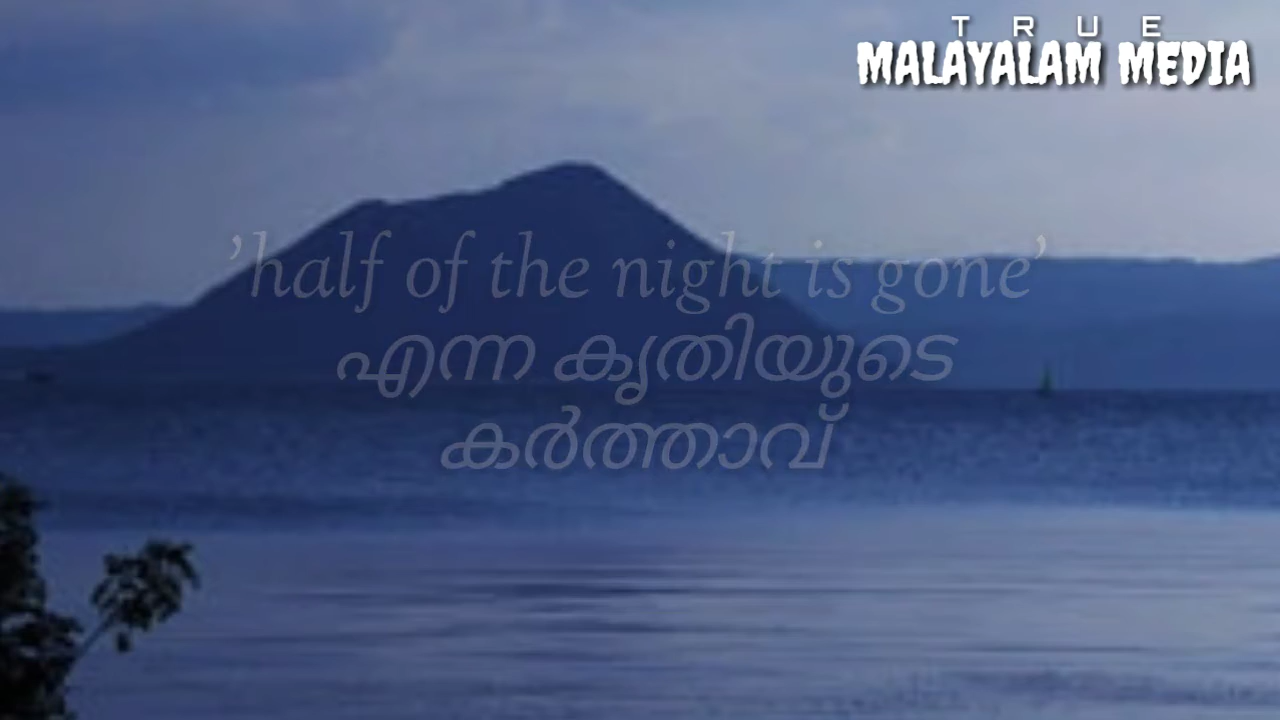 TRUE
MALAYALAM MEDIA
’half of the night is gone’
എന്ന കൃതിയുടെ
കർത്താവ്